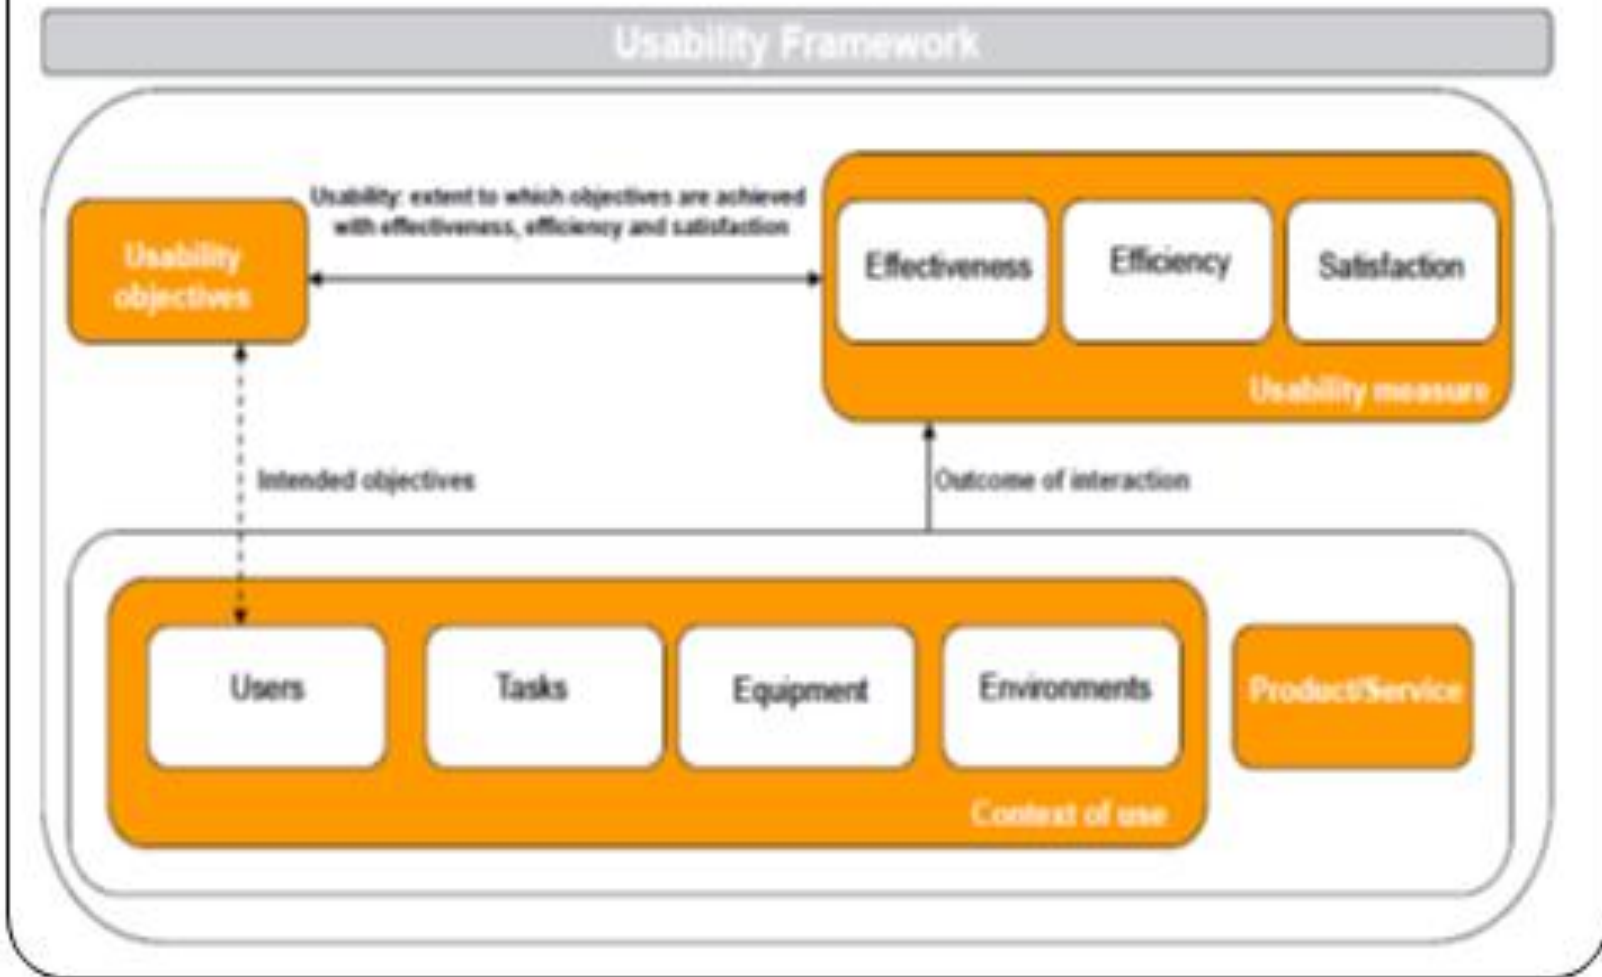 Usability Framework
Usability: extent to which objectives are achieved
with effectiveness, efficiency and satisfaction
Usability
objectives
Effectiveness
Efficiency
Satisfaction
Usability measure
Intended objectives
Outcome of interaction
Users
Tasks
Equipment
Environments
Product/Service
Context of use